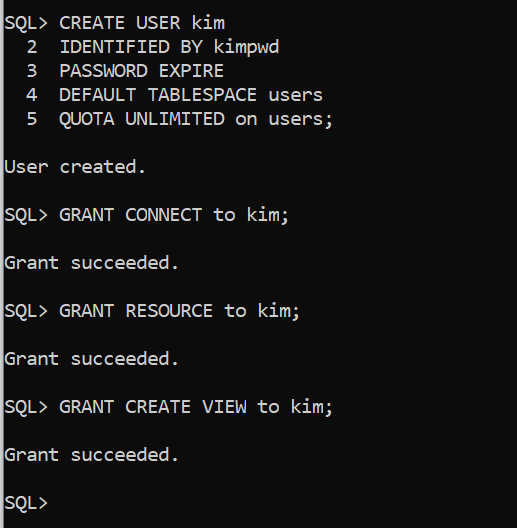 SQL> CREATE USER kim
2 IDENTIFIED BY kimpwd
3 PASSWORD EXPIRE
4 DEFAULT TABLESPACE users
5 QUOTA UNLIMITED on users;
User created.
SQL> GRANT CONNECT to kim;
Grant succeeded.
SQL> GRANT RESOURCE to kim;
Grant succeeded.
SQL> GRANT CREATE VIEW to kim;
Grant succeeded.
SQL>